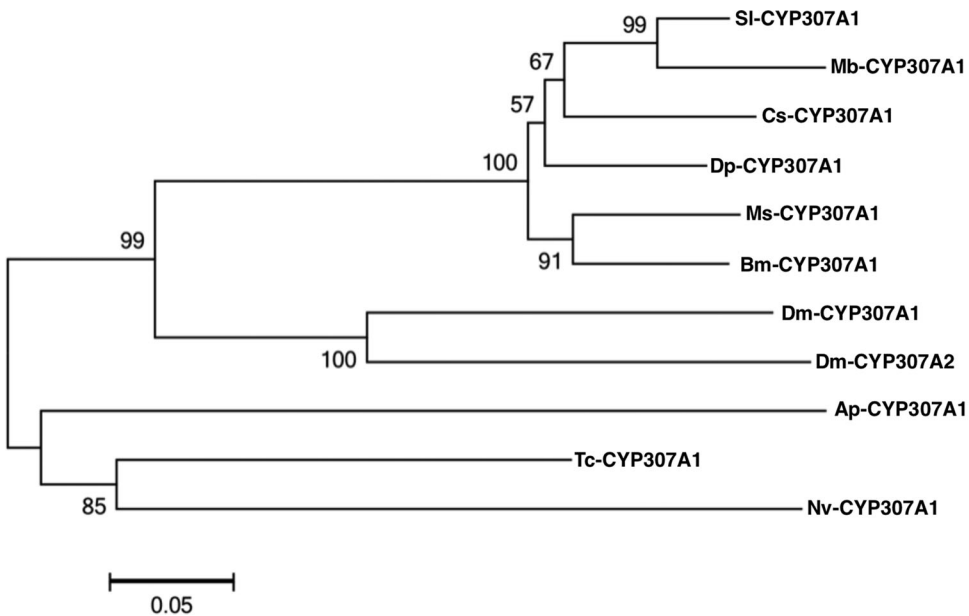 99
Sl-CYP307A1
Mb-CYP307A1
67
Cs-CYP307A1
57
Dp-CYP307A1
100
Ms-CYP307A1
91
Bm-CYP307A1
99
Dm-CYP307A1
100
Dm-CYP307A2
Ap-CYP307A1
Tc-CYP307A1
85
Nv-CYP307A1
0.05